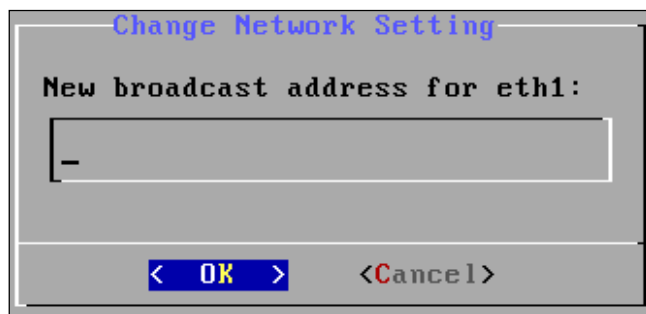 Change Network Setting
New broadcast address for eth1:
_
< OK > <Cancel>